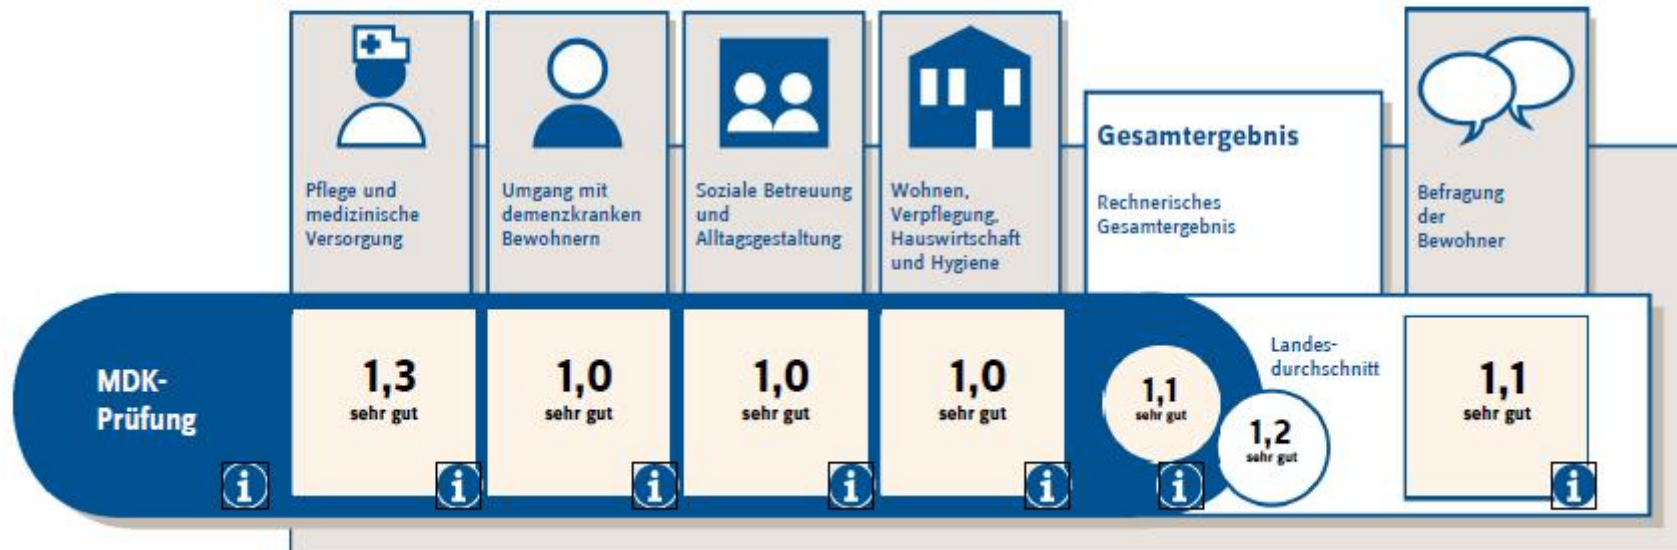 Pflege und
medizinische
Versorgung
Umgang mit
demenzkranken
Bewohnern
Soziale Betreuung
und
Alltagsgestaltung
Wohnen,
Verpflegung,
Hauswirtschaft
und Hygiene
Gesamtergebnis
Rechnerisches
Gesamtergebnis
Befragung
der
Bewohner
MDK-
Prüfung
i
1,3
sehr gut
i
1,0
sehr gut
i
1,0
sehr gut
i
1,0
sehr gut
i
1,1
sehr gut
i
Landes-
durchschnitt
1,2
sehr gut
1,1
sehr gut
i